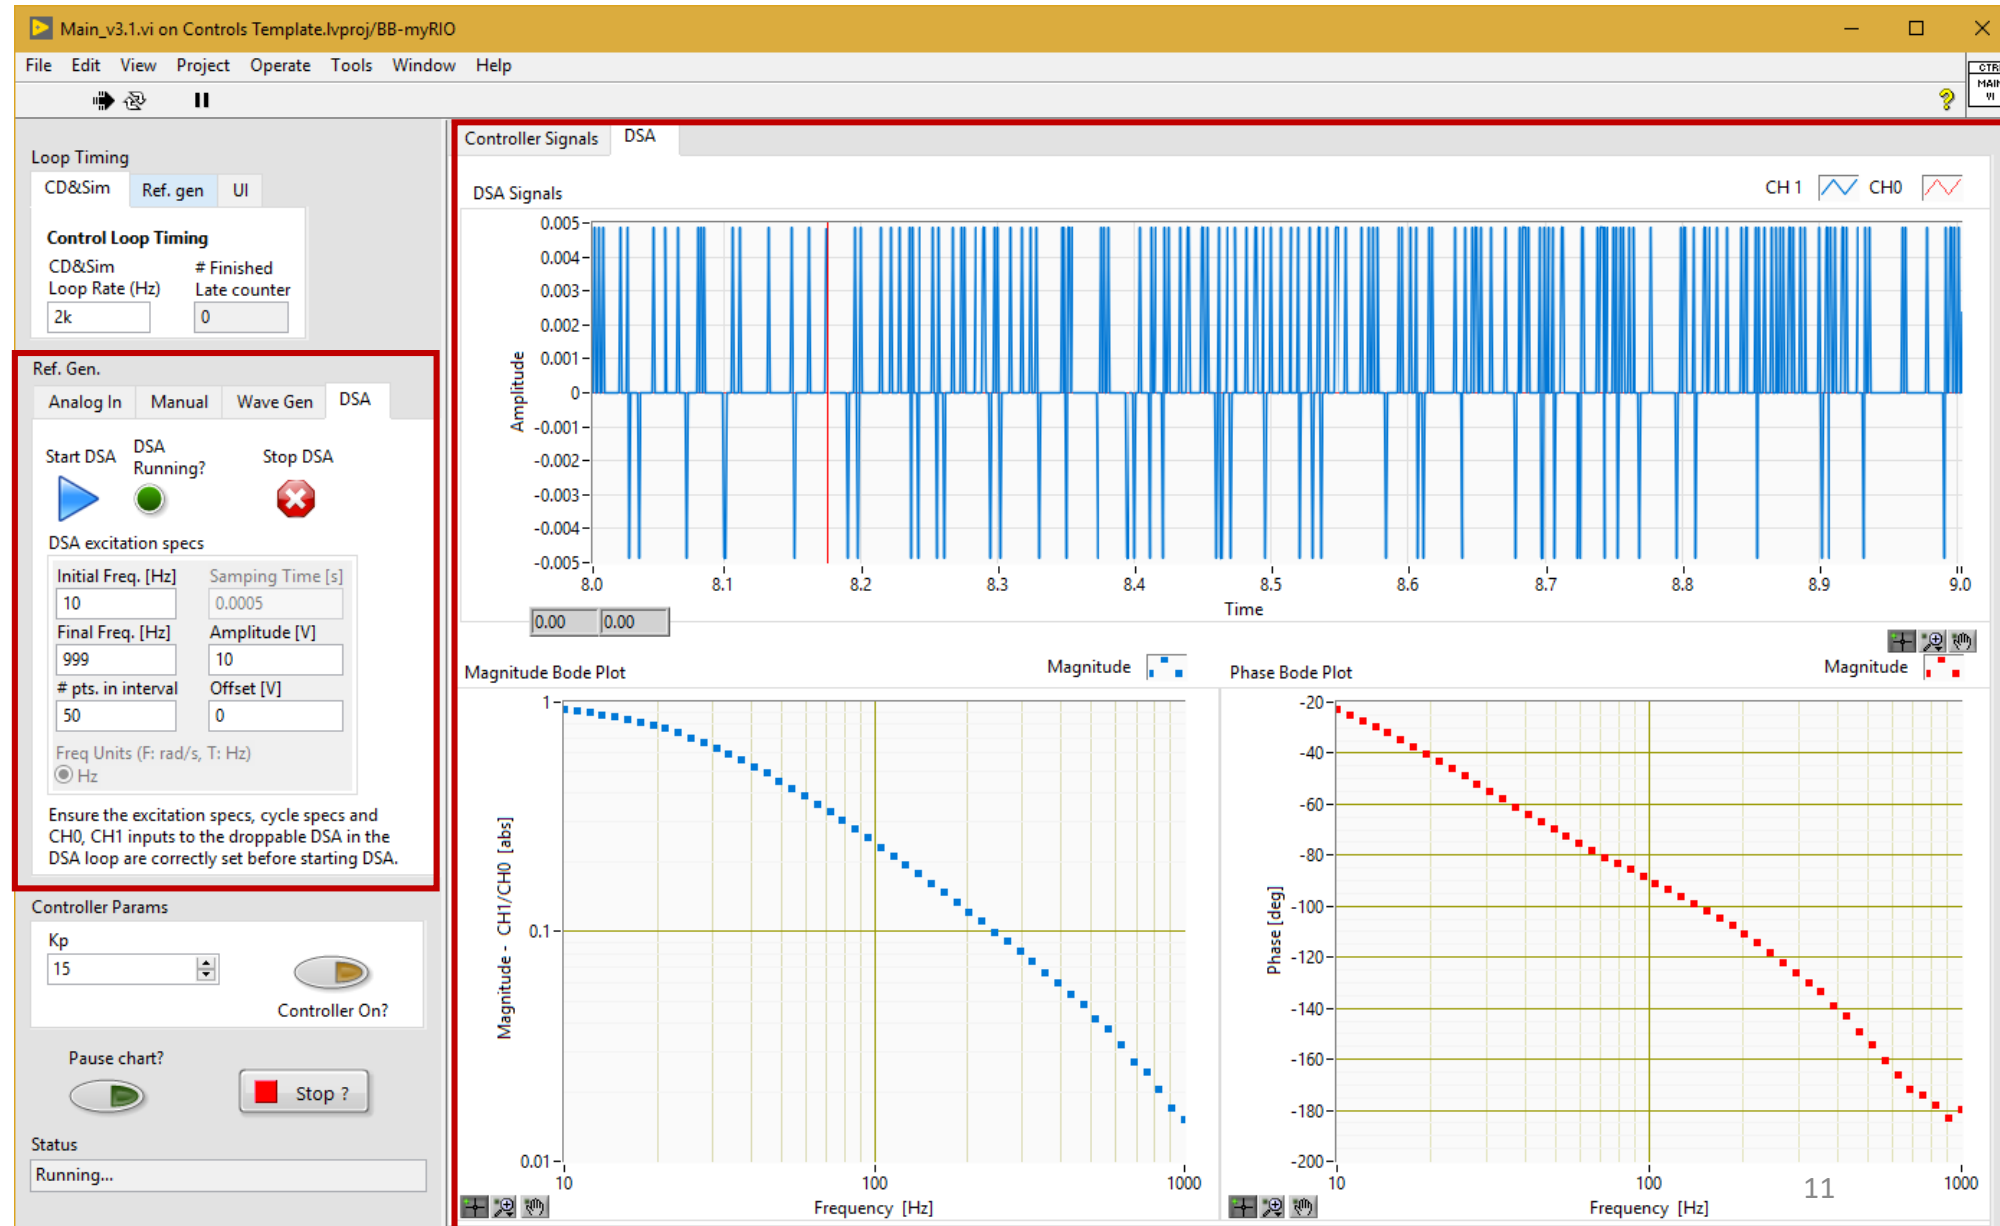 Main_v3.1.vi on Controls Template.lvproj/BB-myRIO
File Edit View Project Operate Tools Window Help
CTR
MAIN
VI
Loop Timing
CD&Sim Ref. gen UI
Control Loop Timing
CD&Sim
Loop Rate (Hz)
# Finished
Late counter
2k 0
Ref. Gen.
Analog In Manual Wave Gen DSA
Start DSA
DSA
Running?
Stop DSA
DSA excitation specs
Initial Freq. [Hz] Samping Time [s]
10 0.0005
Final Freq. [Hz] Amplitude [V]
999 10
# pts. in interval Offset [V]
50 0
Freq Units (F: rad/s, T: Hz)
Hz
Ensure the excitation specs, cycle specs and
CH0, CH1 inputs to the droppable DSA in the
DSA loop are correctly set before starting DSA.
Controller Params
Kp
15
Controller On?
Pause chart?
Stop ?
Status
Running...
Controller Signals DSA
DSA Signals
CH 1 CH0
Amplitude
0.005
0.004
0.003
0.002
0.001
0
-0.001
-0.002
-0.003
-0.004
-0.005
8.0 8.1 8.2 8.3 8.4 8.5 8.6 8.7 8.8 8.9 9.0
Time
0.00 0.00
Magnitude Bode Plot
Magnitude
Magnitude - CH1/CH0 [abs]
1
0.1
0.01
10 100 1000
Frequency [Hz]
Phase Bode Plot
Magnitude
Phase [deg]
-20
-40
-60
-80
-100
-120
-140
-160
-180
-200
10 100 1000
Frequency [Hz]
11